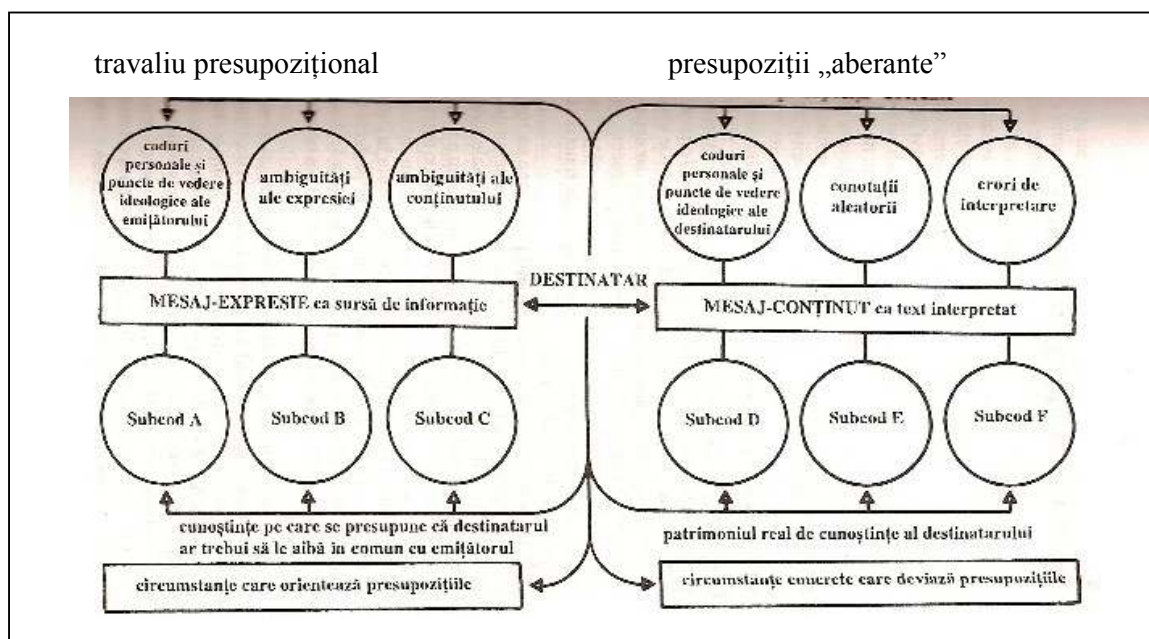 travaliu presupozițional
presupoziții „aberante”
coduri
personale și
puncte de vedere
ideologice ale
emițătorului
ambiguități
ale expresiei
ambiguități ale
conținutului
coduri
personale și
puncte de vedere
ideologice ale
destinatarului
conotații
aleatorii
erori de
interpretare
DESTINATAR
MESAJ-EXPRESIE ca sursă de informație
MESAJ-CONȚINUT ca text interpretat
Subcod A
Subcod B
Subcod C
Subcod D
Subcod E
Subcod F
cunoștințe pe care se presupune că destinatarul
ar trebui să le aibă în comun cu emițătorul
patrimoniul real de cunoștințe al destinatarului
circumstanțe care orientează presupozițiile
circumstanțe concrete care deviază presupozițiile